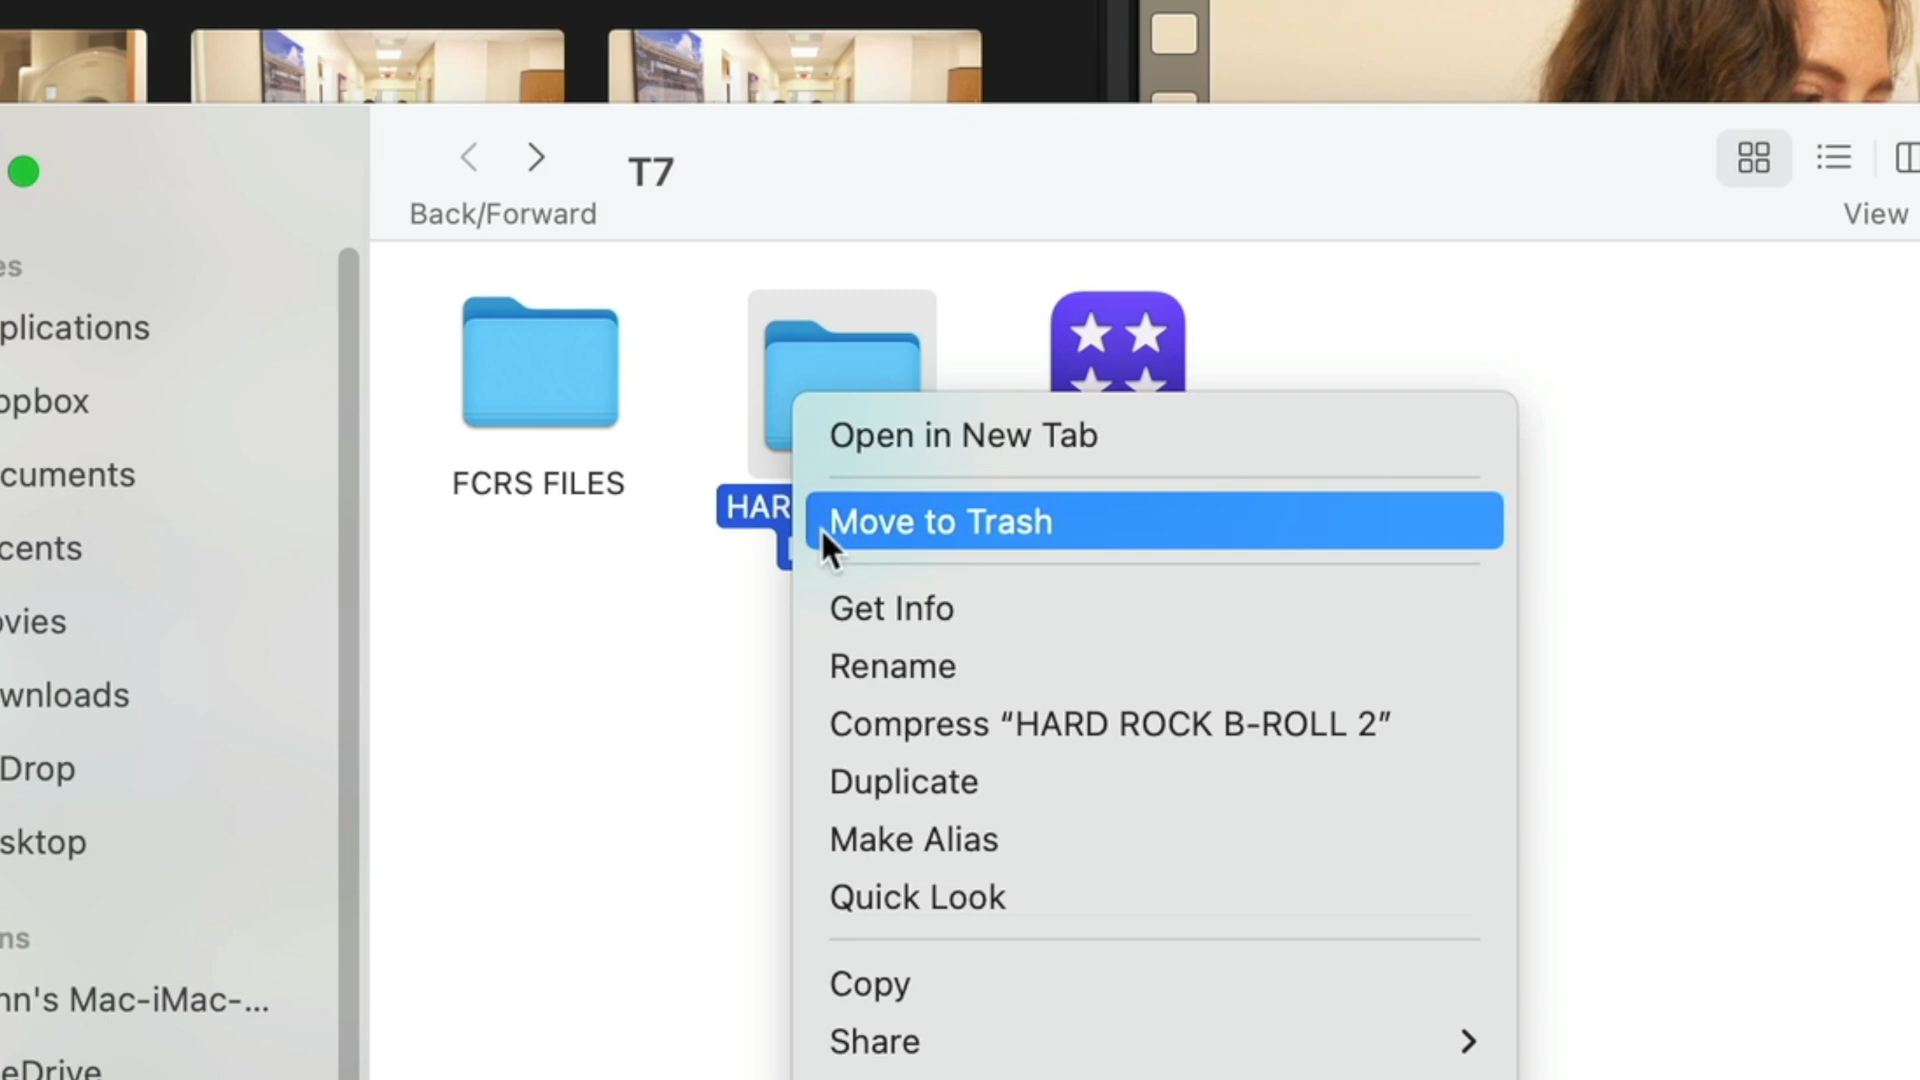 T7
Back/Forward
View
es
plications
opbox
cuments
cents
ovies
wnloads
Drop
sktop
ns
nn's Mac-iMac-...
eDrive
FCRS FILES
HAR
Open in New Tab
Move to Trash
Get Info
Rename
Compress “HARD ROCK B-ROLL 2”
Duplicate
Make Alias
Quick Look
Copy
Share